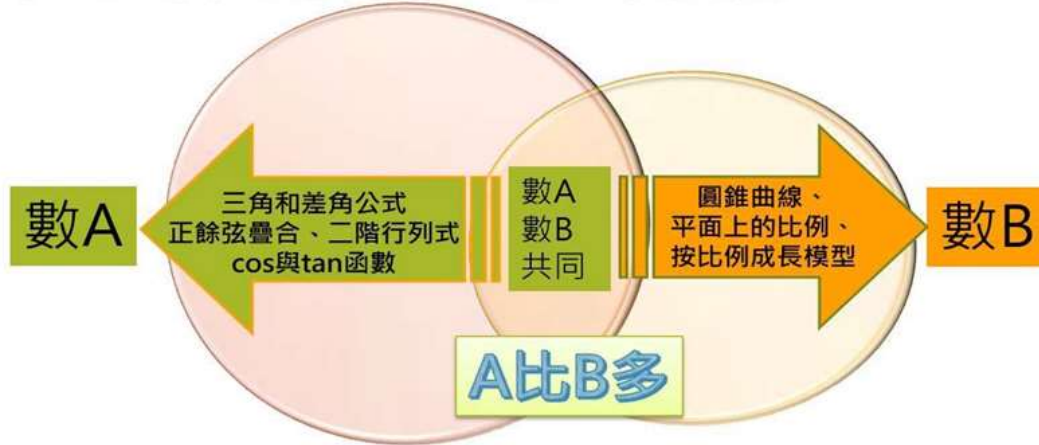 數A
三角和差角公式
正餘弦疊合、二階行列式
cos與tan函數
數A
數B
共同
圓錐曲線、
平面上的比例、
按比例成長模型
數B
A比B多